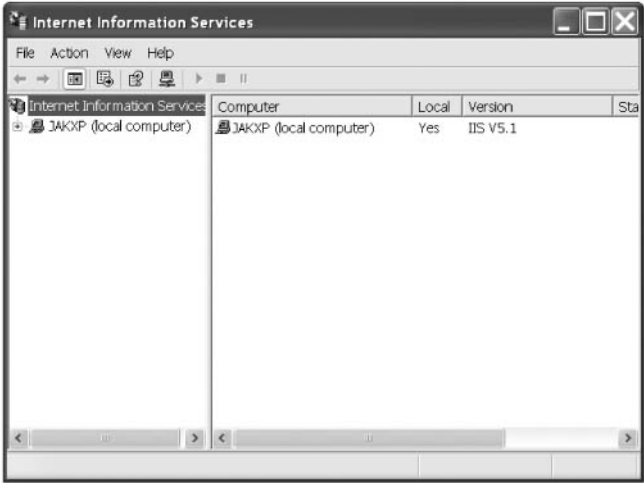 Internet Information Services
File Action View Help
Internet Information Services
JAKXP (local computer)
Computer Local Version Sta
JAKXP (local computer) Yes IIS V5.1